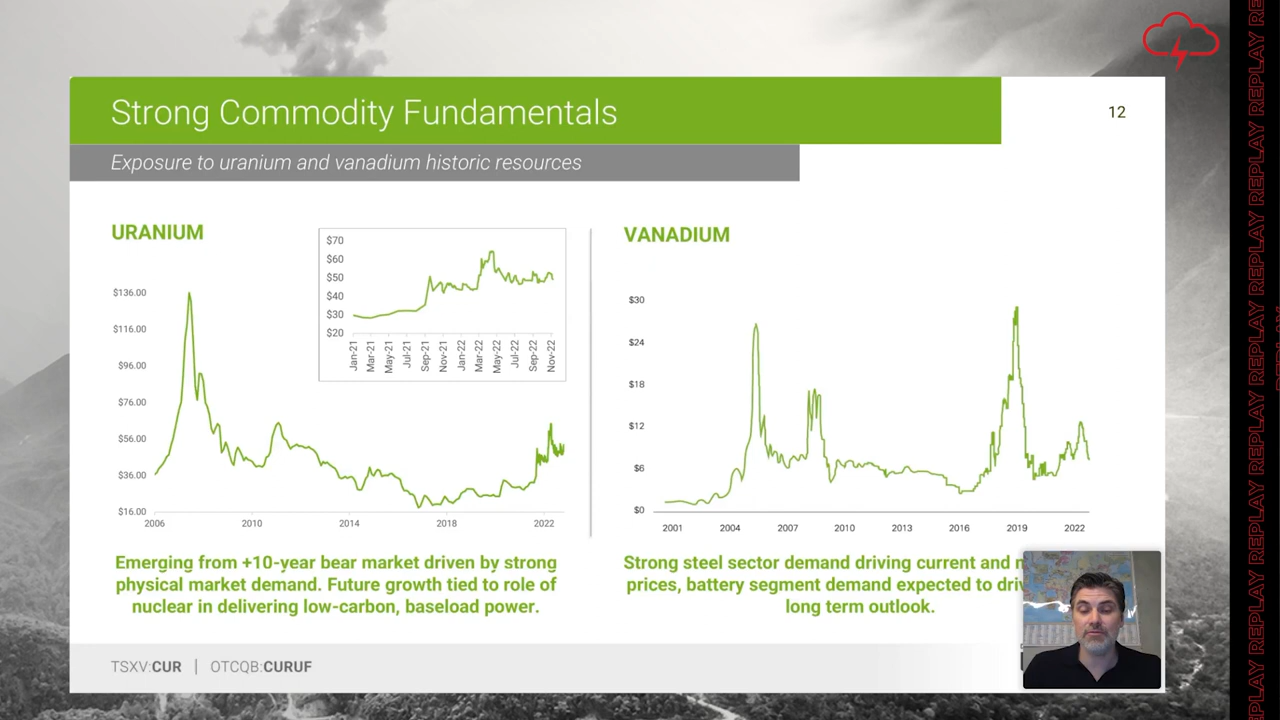 Strong Commodity Fundamentals
12
Exposure to uranium and vanadium historic resources
URANIUM
$70
$60
$50
$40
$30
$20
Jan-21
Mar-21
May-21
Jul-21
Sep-21
Nov-21
Jan-22
Mar-22
May-22
Jul-22
Sep-22
Nov-22
$136.00
$116.00
$96.00
$76.00
$56.00
$36.00
$16.00
2006
2010
2014
2018
2022
Emerging from +10-year bear market driven by strong
physical market demand. Future growth tied to role of
nuclear in delivering low-carbon, baseload power.
VANADIUM
$30
$24
$18
$12
$6
$0
2001
2004
2007
2010
2013
2016
2019
2022
Strong steel sector demand driving current and
prices, battery segment demand expected to
long term outlook.
TSXV:CUR | OTCQB:CURUF
REPLAY REPLAY REPLAY REPLAY REPLAY REPLAY REPLAY REPLAY